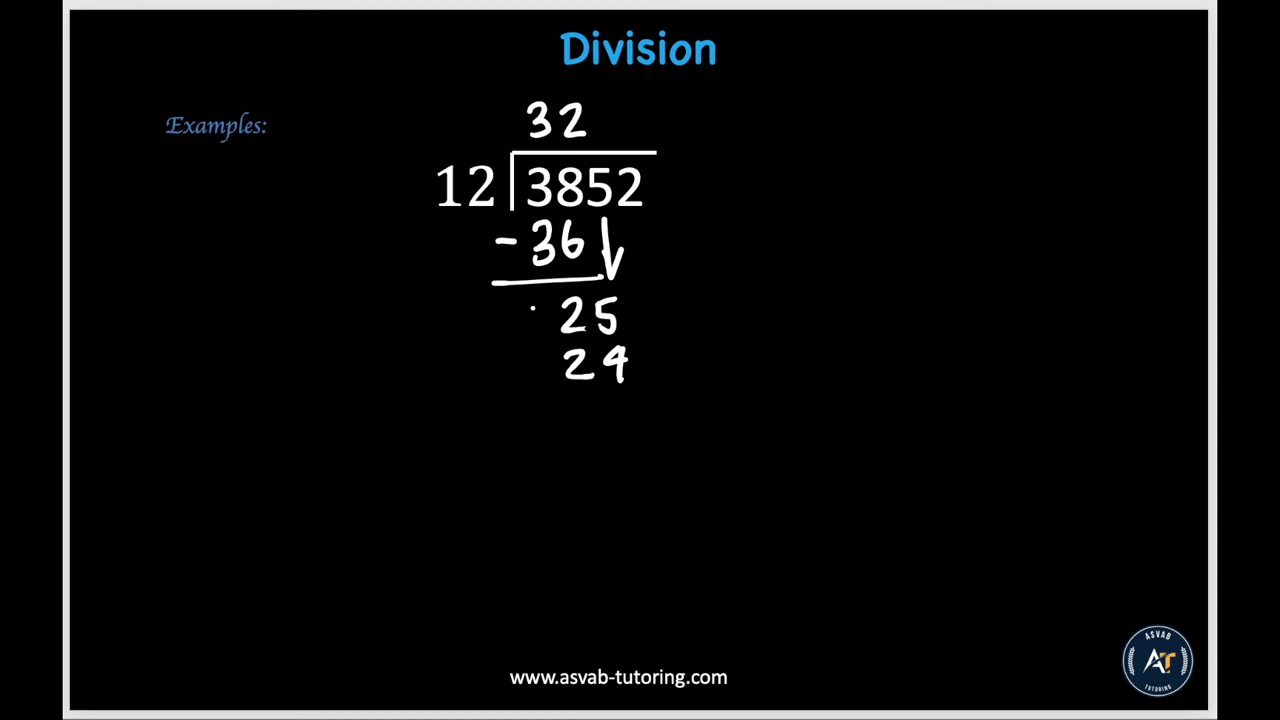 Division
Examples:
32
12 3852
- 36
25
24
www.asvab-tutoring.com
ASVAB
AT
TUTORING